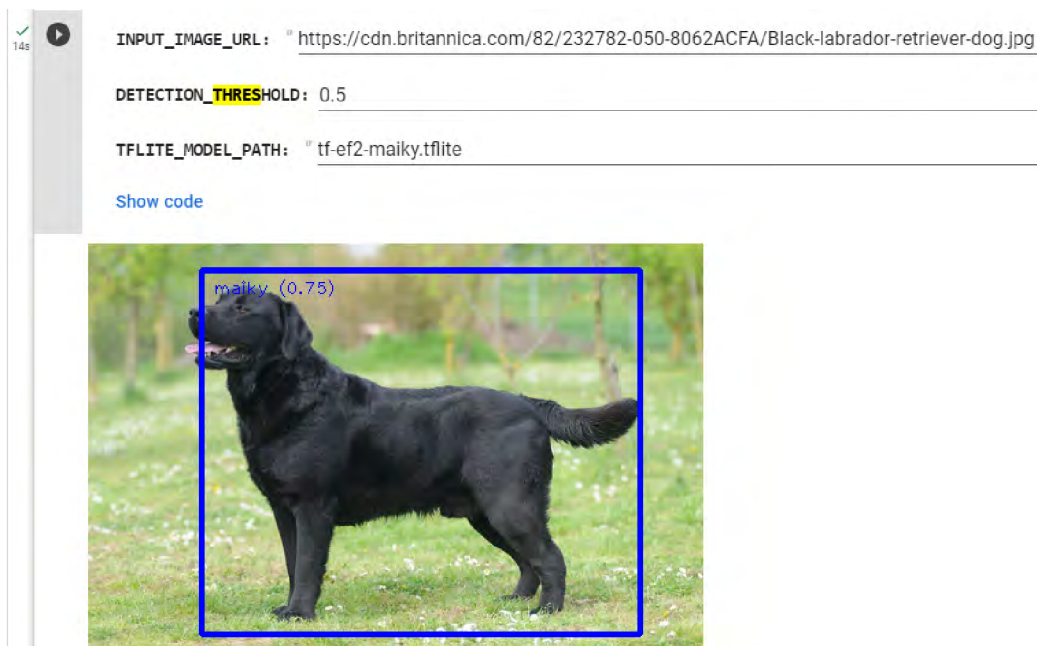 14s
INPUT_IMAGE_URL: "https://cdn.britannica.com/82/232782-050-8062ACFA/Black-labrador-retriever-dog.jpg
DETECTION_THRESHOLD: 0.5
TFLITE_MODEL_PATH: "tf-ef2-maiky.tflite
Show code
maiky (0.75)